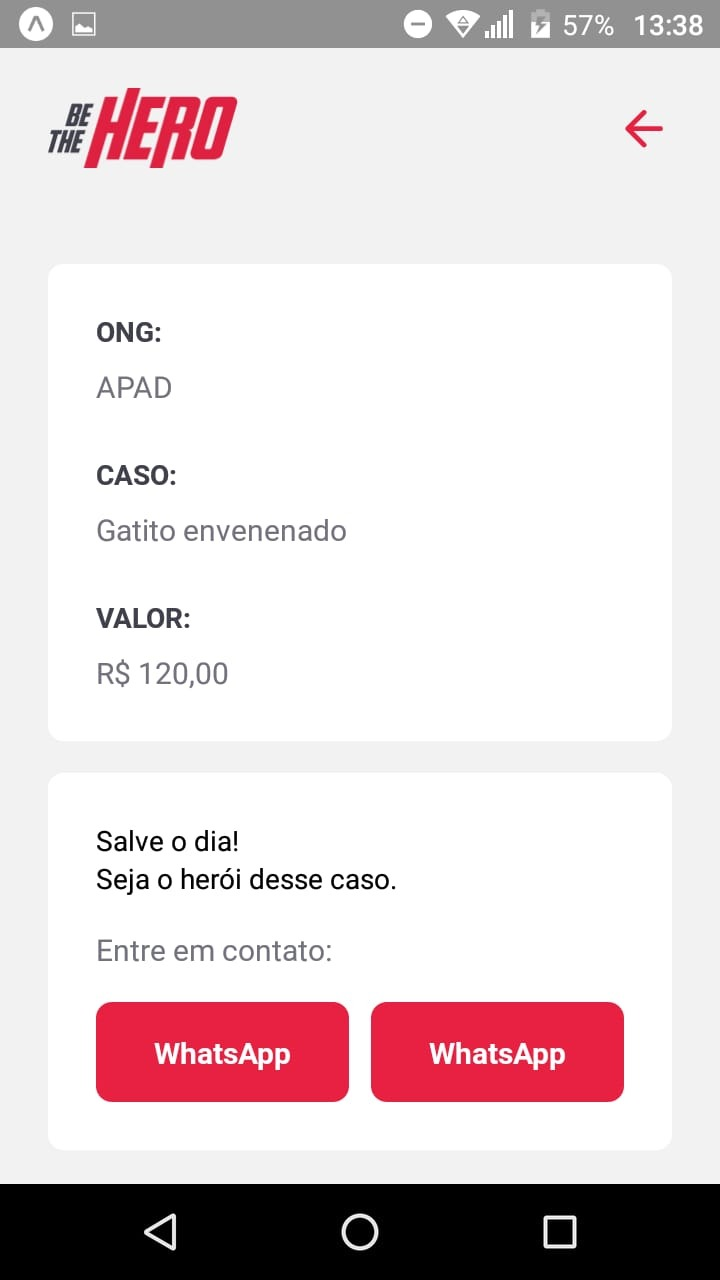 57% 13:38
BE THE HERO
ONG:
APAD
CASO:
Gatito envenenado
VALOR:
R$ 120,00
Salve o dia!
Seja o herói desse caso.
Entre em contato:
WhatsApp WhatsApp